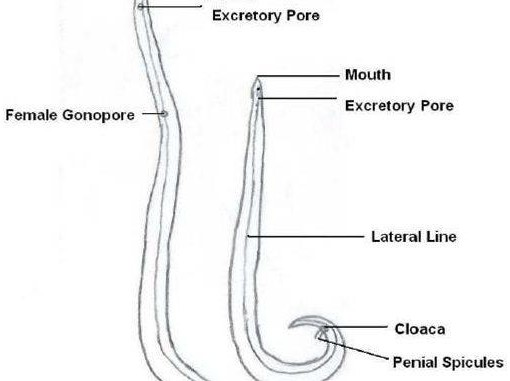 Excretory Pore
Mouth
Excretory Pore
Female Gonopore
Lateral Line
Cloaca
Penial Spicules